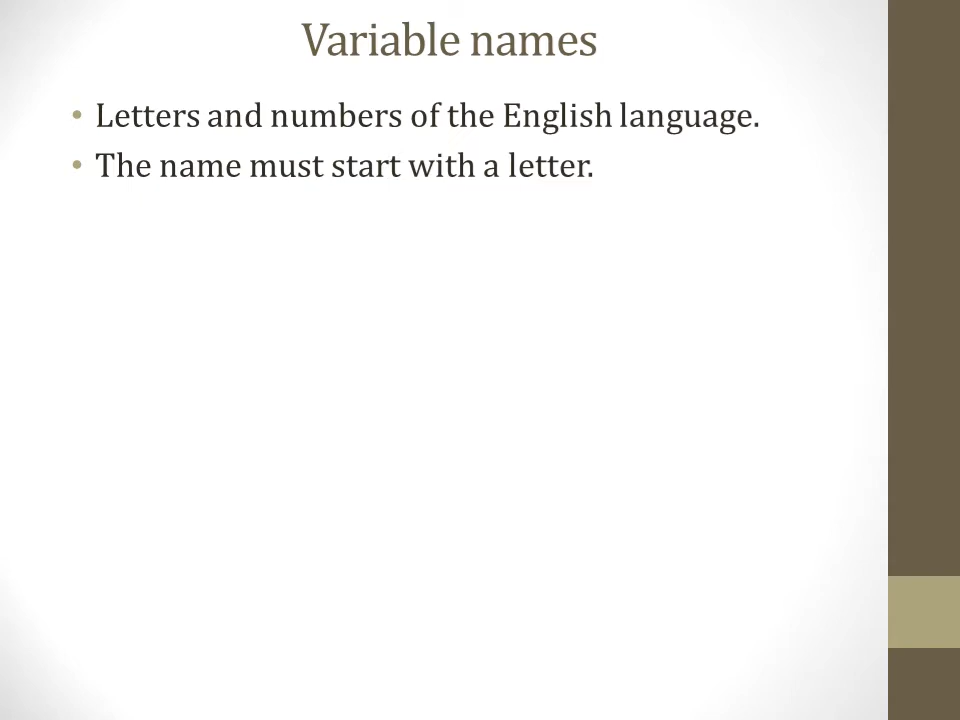 Variable names
• Letters and numbers of the English language.
• The name must start with a letter.